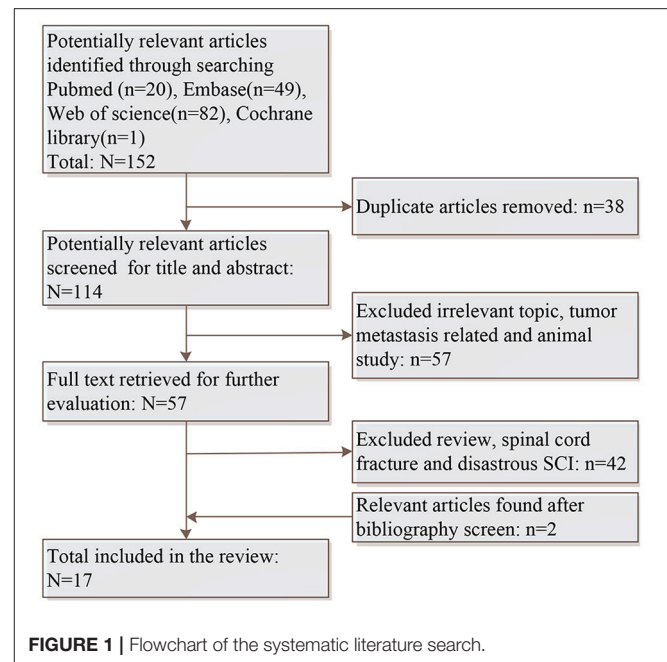 Potentially relevant articles
identified through searching
Pubmed (n=20), Embase(n=49),
Web of science(n=82), Cochrane
library(n=1)
Total: N=152
Duplicate articles removed: n=38
Potentially relevant articles
screened for title and abstract:
N=114
Excluded irrelevant topic, tumor
metastasis related and animal
study: n=57
Full text retrieved for further
evaluation: N=57
Excluded review, spinal cord
fracture and disastrous SCI: n=42
Relevant articles found after
bibliography screen: n=2
Total included in the review:
N=17
FIGURE 1 | Flowchart of the systematic literature search.